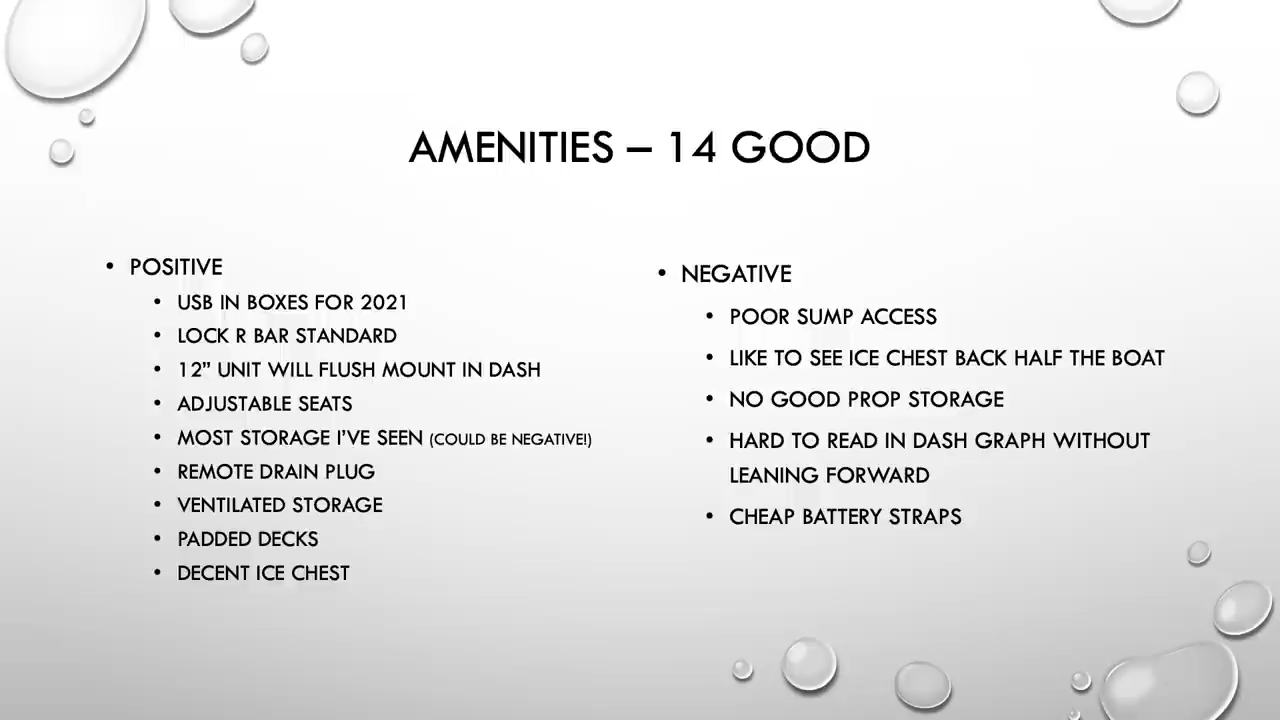 AMENITIES – 14 GOOD
• POSITIVE
• USB IN BOXES FOR 2021
• LOCK R BAR STANDARD
• 12” UNIT WILL FLUSH MOUNT IN DASH
• ADJUSTABLE SEATS
• MOST STORAGE I’VE SEEN (COULD BE NEGATIVE!)
• REMOTE DRAIN PLUG
• VENTILATED STORAGE
• PADDED DECKS
• DECENT ICE CHEST
• NEGATIVE
• POOR SUMP ACCESS
• LIKE TO SEE ICE CHEST BACK HALF THE BOAT
• NO GOOD PROP STORAGE
• HARD TO READ IN DASH GRAPH WITHOUT
LEANING FORWARD
• CHEAP BATTERY STRAPS